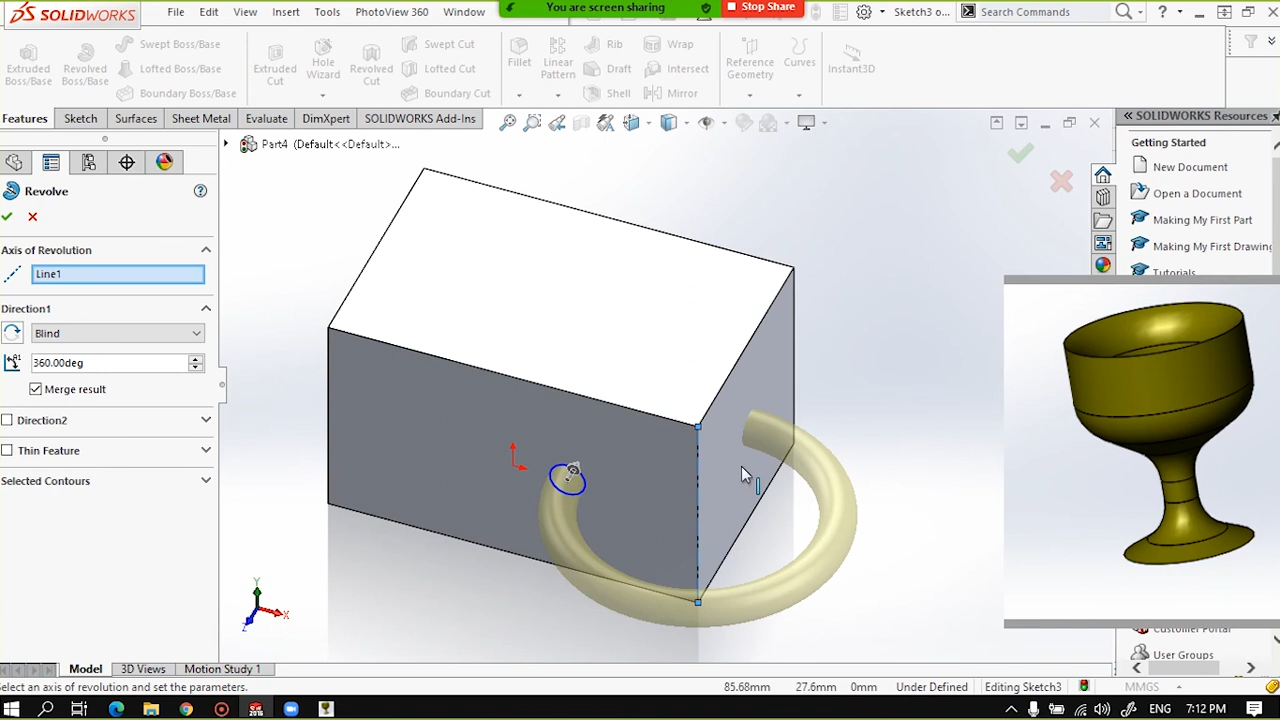 SOLIDWORKS
File Edit View Insert Tools PhotoView 360 Window
You are screen sharing
Stop Share
Sketch3 o...
Search Commands
Extruded Boss/Base
Revolved Boss/Base
Swept Boss/Base
Lofted Boss/Base
Boundary Boss/Base
Extruded Cut
Hole Wizard
Revolved Cut
Swept Cut
Lofted Cut
Boundary Cut
Fillet
Linear Pattern
Rib
Draft
Shell
Wrap
Intersect
Mirror
Reference Geometry
Curves
Instant3D
Features Sketch Surfaces Sheet Metal Evaluate DimXpert SOLIDWORKS Add-Ins
Part4 (Default<<Default>...
Revolve
Axis of Revolution
Line1
Direction1
Blind
360.00deg
Merge result
Direction2
Thin Feature
Selected Contours
Y
X
Z
SOLIDWORKS Resources
Getting Started
New Document
Open a Document
Making My First Part
Making My First Drawing
Tutorials
User Groups
Model 3D Views Motion Study 1
Select an axis of revolution and set the parameters.
85.68mm 27.6mm 0mm Under Defined Editing Sketch3 MMGS
ENG 7:12 PM